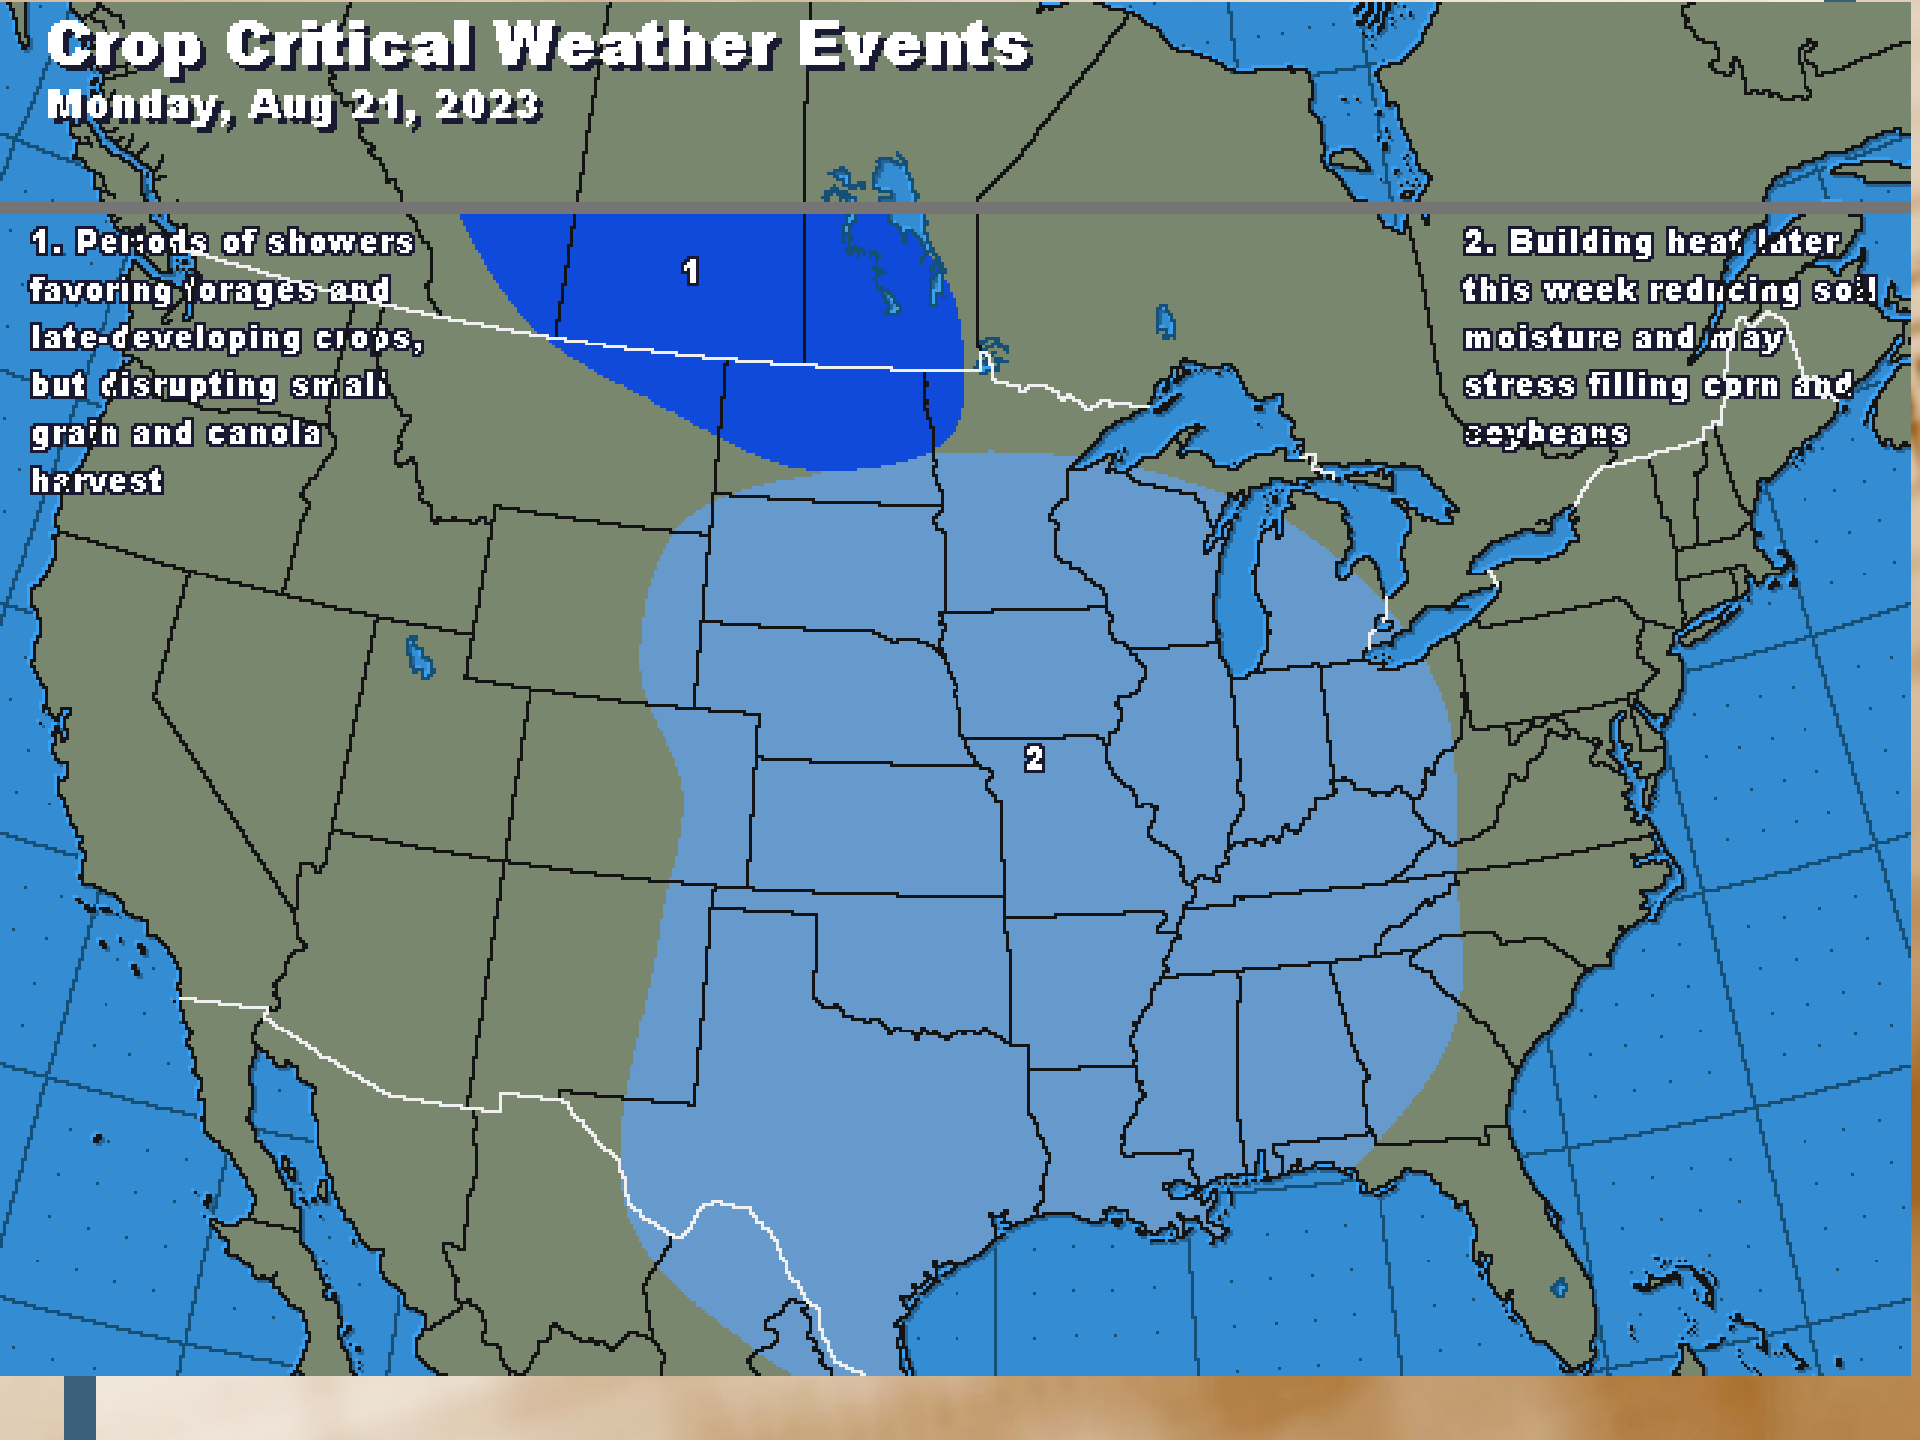 Crop Critical Weather Events
Monday, Aug 21, 2023
1. Periods of showers
favoring forages and
late-developing crops,
but disrupting small
grain and canola
harvest
1
2. Building heat later
this week reducing soil
moisture and may
stress filling corn and
soybeans
2